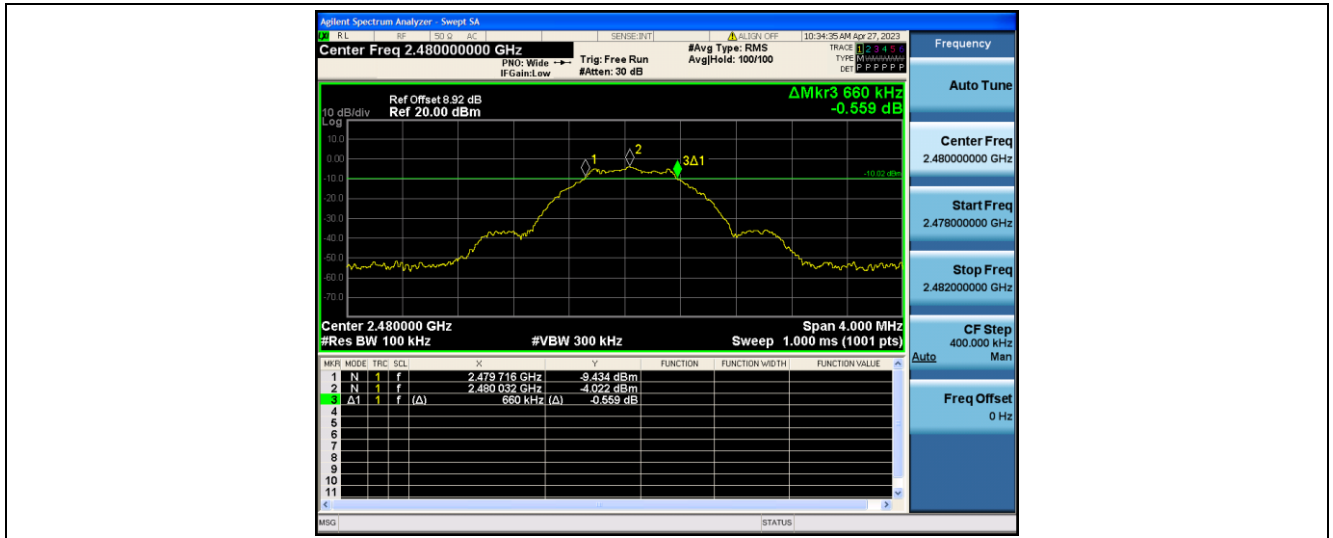 Agilent Spectrum Analyzer - Swept SA
RL RF 50 Ω AC SENSE:INT ALIGN OFF 10:34:35 AM Apr 27, 2023
Center Freq 2.480000000 GHz #Avg Type: RMS TRACE 1 2 3 4 5 6
PNO: Wide Trig: Free Run Avg|Hold: 100/100 TYPE M
IFGain:Low #Atten: 30 dB DET P P P P P P
Frequency
Auto Tune
Center Freq
2.480000000 GHz
Start Freq
2.478000000 GHz
Stop Freq
2.482000000 GHz
CF Step
400.000 kHz
Auto Man
Freq Offset
0 Hz
ΔMkr3 660 kHz
-0.559 dB
Ref Offset 8.92 dB
10 dB/div Ref 20.00 dBm
Log
10.0
0.00
-10.0
-20.0
-30.0
-40.0
-50.0
-60.0
-70.0
1 2 3Δ1
-10.02 dBm
Center 2.480000 GHz Span 4.000 MHz
#Res BW 100 kHz #VBW 300 kHz Sweep 1.000 ms (1001 pts)
MKR MODE TRC SCL X Y FUNCTION FUNCTION WIDTH FUNCTION VALUE
1 N 1 f 2.479 716 GHz -9.434 dBm
2 N 1 f 2.480 032 GHz -4.022 dBm
3 Δ1 1 f (Δ) 660 kHz (Δ) -0.559 dB
4
5
6
7
8
9
10
11
MSG STATUS